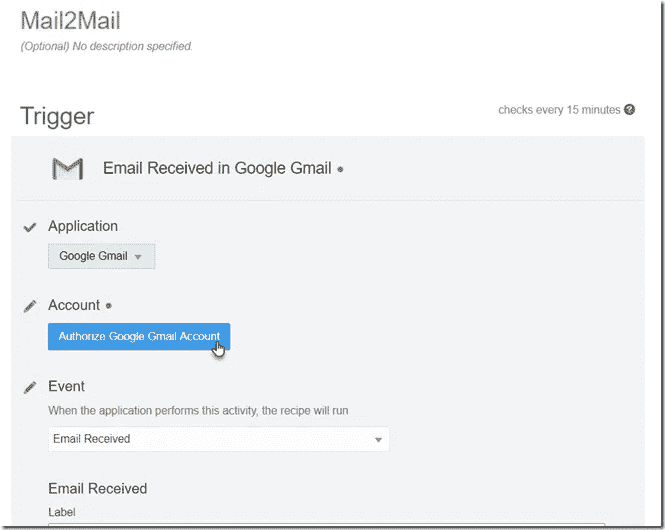 Mail2Mail
(Optional) No description specified.
Trigger
checks every 15 minutes ?
Email Received in Google Gmail
Application
Google Gmail
Account
Authorize Google Gmail Account
Event
When the application performs this activity, the recipe will run
Email Received
Email Received
Label